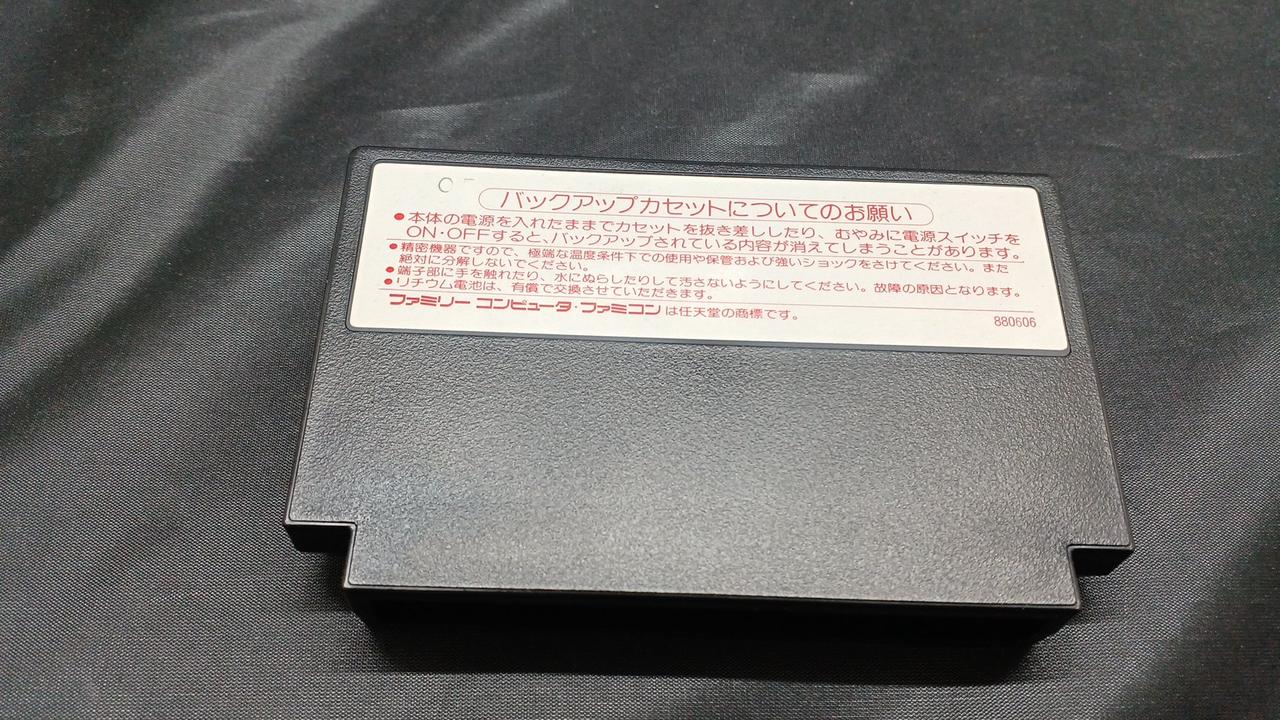 バックアップカセットについてのお願い
●本体の電源を入れたままでカセットを抜き差ししたり、むやみに電源スイッチを
ON・OFFすると、バックアップされている内容が消えてしまうことがあります。
●精密機器ですので、極端な温度条件下での使用や保管および強いショックをさけてください。また
絶対に分解しないでください。
●端子部に手を触れたり、水にぬらしたりして汚さないようにしてください。故障の原因となります。
●リチウム電池は、有償で交換させていただきます。
ファミリー コンピュータ・ファミコン は任天堂の商標です。
880606